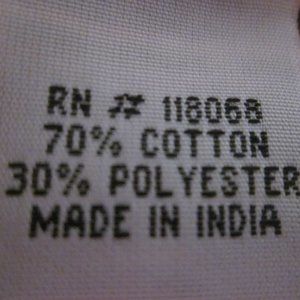 RN # 118068
70% COTTON
30% POLYESTER
MADE IN INDIA